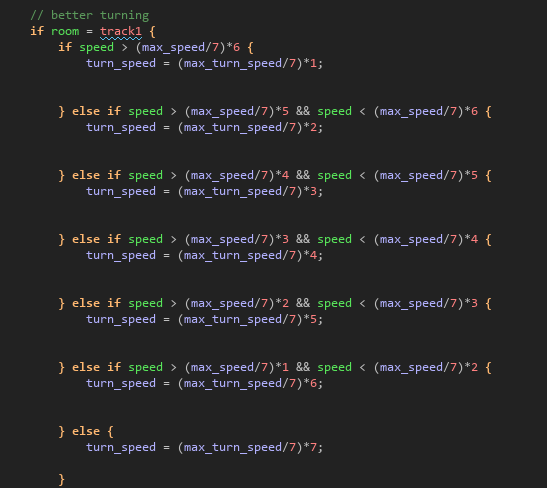 // better turning
if room = track1 {
if speed > (max_speed/7)*6 {
turn_speed = (max_turn_speed/7)*1;
} else if speed > (max_speed/7)*5 && speed < (max_speed/7)*6 {
turn_speed = (max_turn_speed/7)*2;
} else if speed > (max_speed/7)*4 && speed < (max_speed/7)*5 {
turn_speed = (max_turn_speed/7)*3;
} else if speed > (max_speed/7)*3 && speed < (max_speed/7)*4 {
turn_speed = (max_turn_speed/7)*4;
} else if speed > (max_speed/7)*2 && speed < (max_speed/7)*3 {
turn_speed = (max_turn_speed/7)*5;
} else if speed > (max_speed/7)*1 && speed < (max_speed/7)*2 {
turn_speed = (max_turn_speed/7)*6;
} else {
turn_speed = (max_turn_speed/7)*7;
}